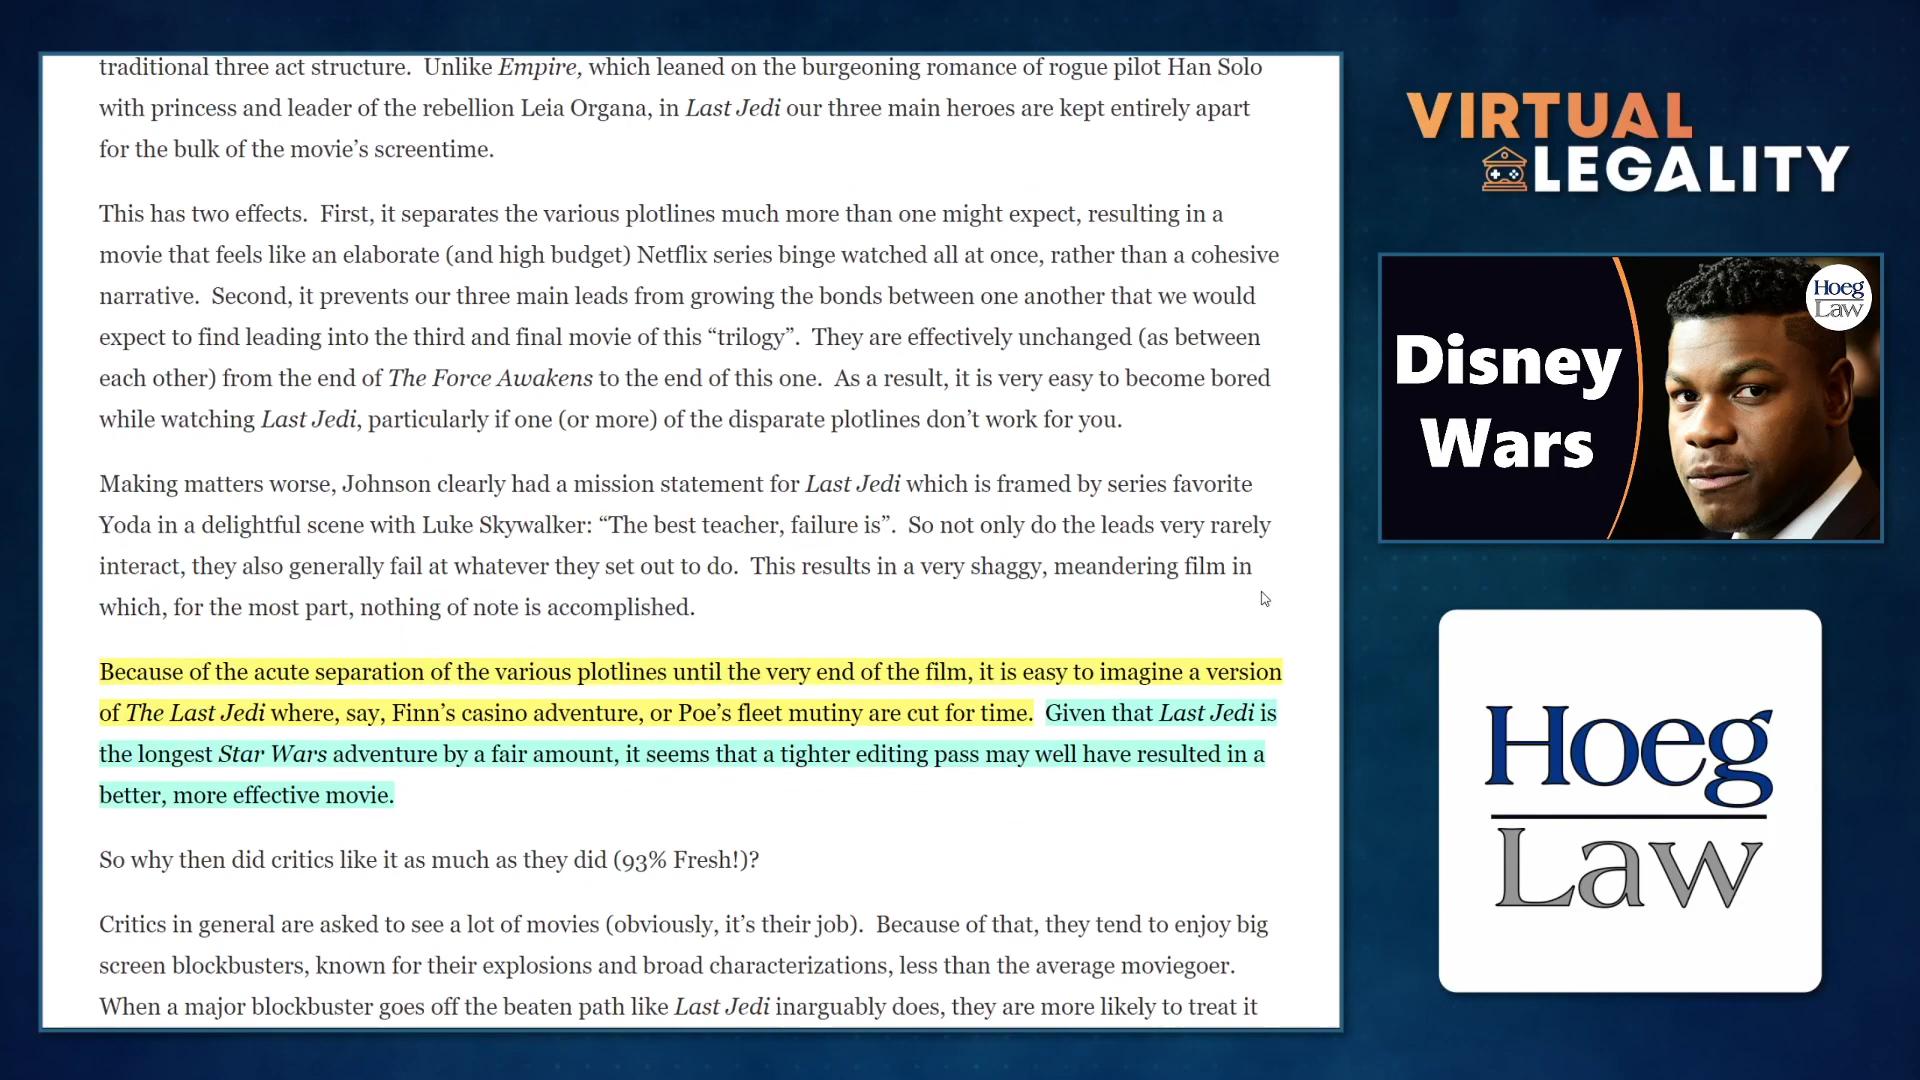 traditional three act structure.  Unlike Empire, which leaned on the burgeoning romance of rogue pilot Han Solo
with princess and leader of the rebellion Leia Organa, in Last Jedi our three main heroes are kept entirely apart
for the bulk of the movie’s screentime.
This has two effects.  First, it separates the various plotlines much more than one might expect, resulting in a
movie that feels like an elaborate (and high budget) Netflix series binge watched all at once, rather than a cohesive
narrative.  Second, it prevents our three main leads from growing the bonds between one another that we would
expect to find leading into the third and final movie of this “trilogy”.  They are effectively unchanged (as between
each other) from the end of The Force Awakens to the end of this one.  As a result, it is very easy to become bored
while watching Last Jedi, particularly if one (or more) of the disparate plotlines don’t work for you.
Making matters worse, Johnson clearly had a mission statement for Last Jedi which is framed by series favorite
Yoda in a delightful scene with Luke Skywalker: “The best teacher, failure is”.  So not only do the leads very rarely
interact, they also generally fail at whatever they set out to do.  This results in a very shaggy, meandering film in
which, for the most part, nothing of note is accomplished.
Because of the acute separation of the various plotlines until the very end of the film, it is easy to imagine a version
of The Last Jedi where, say, Finn’s casino adventure, or Poe’s fleet mutiny are cut for time.  Given that Last Jedi is
the longest Star Wars adventure by a fair amount, it seems that a tighter editing pass may well have resulted in a
better, more effective movie.
So why then did critics like it as much as they did (93% Fresh!)?
Critics in general are asked to see a lot of movies (obviously, it’s their job).  Because of that, they tend to enjoy big
screen blockbusters, known for their explosions and broad characterizations, less than the average moviegoer.
When a major blockbuster goes off the beaten path like Last Jedi inarguably does, they are more likely to treat it
VIRTUAL
LEGALITY
Disney
Wars
Hoeg
Law
Hoeg
Law